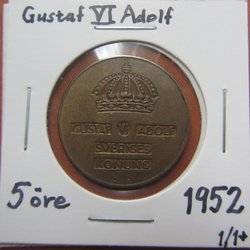 Gustaf VI Adolf
GUSTAF VI ADOLF
SVERIGES
KONUNG
5 öre
1952
1/1+